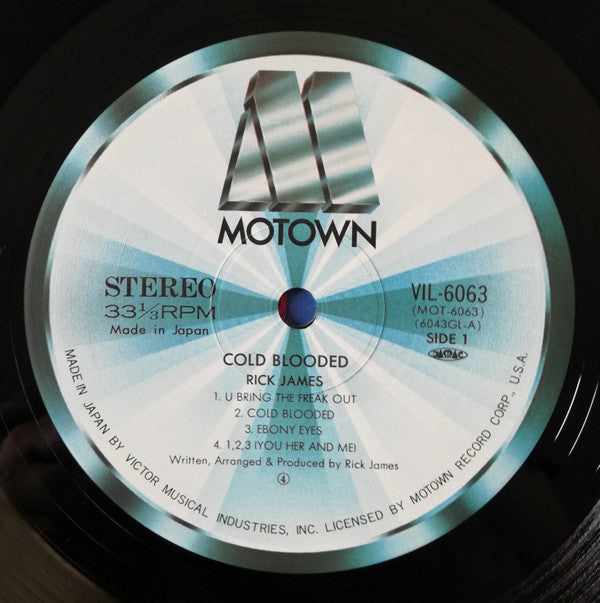 MOTOWN
STEREO
33⅓RPM
Made in Japan
VIL-6063
(MOT-6063)
(6043GL-A)
SIDE 1
COLD BLOODED
RICK JAMES
1. U BRING THE FREAK OUT
2. COLD BLOODED
3. EBONY EYES
4. 1,2,3 (YOU HER AND ME)
Written, Arranged & Produced by Rick James
④
MADE IN JAPAN BY VICTOR MUSICAL INDUSTRIES, INC. LICENSED BY MOTOWN RECORD CORP., U.S.A.